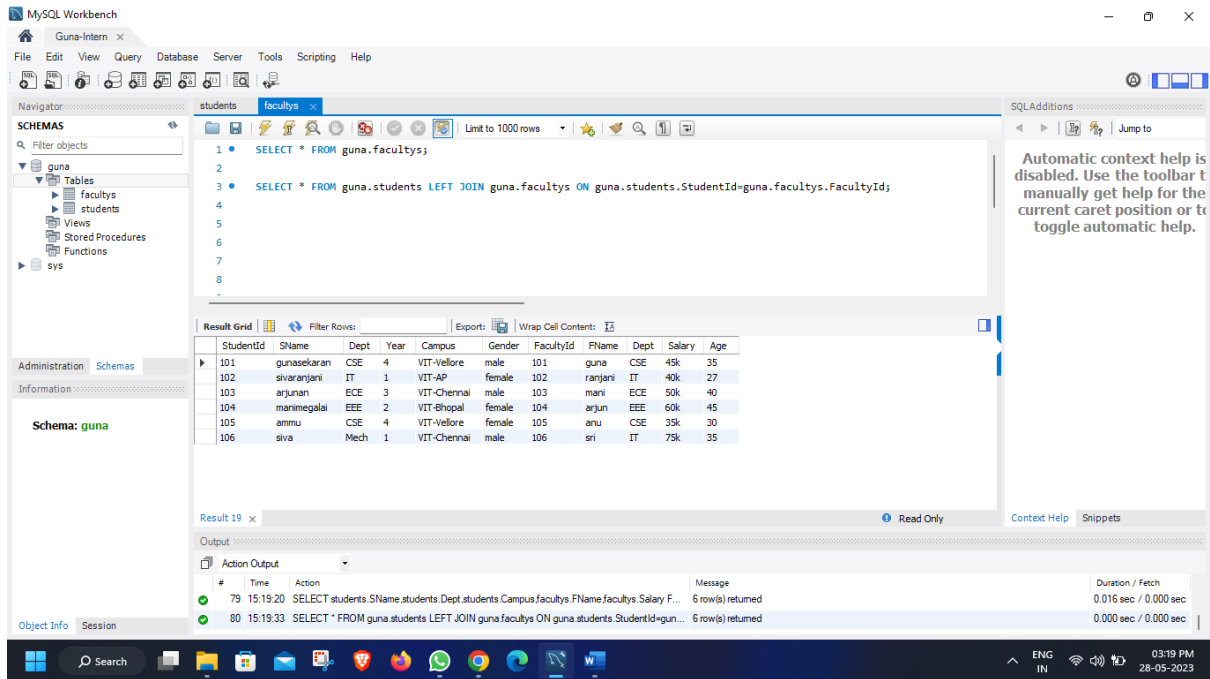 MySQL Workbench
Guna-Intern ×
File Edit View Query Database Server Tools Scripting Help
Navigator
SCHEMAS
Filter objects
guna
Tables
facultys
students
Views
Stored Procedures
Functions
sys
Administration Schemas
Information
Schema: guna
Object Info Session
students facultys ×
Limit to 1000 rows
1 SELECT * FROM guna.facultys;
2
3 SELECT * FROM guna.students LEFT JOIN guna.facultys ON guna.students.StudentId=guna.facultys.FacultyId;
4
5
6
7
8
Result Grid Filter Rows: Export: Wrap Cell Content:
StudentId SName Dept Year Campus Gender FacultyId FName Dept Salary Age
101 gunasekaran CSE 4 VIT-Vellore male 101 guna CSE 45k 35
102 sivaranjani IT 1 VIT-AP female 102 ranjani IT 40k 27
103 arjunan ECE 3 VIT-Chennai male 103 mani ECE 50k 40
104 manimegalai EEE 2 VIT-Bhopal female 104 arjun EEE 60k 45
105 ammu CSE 4 VIT-Vellore female 105 anu CSE 35k 30
106 siva Mech 1 VIT-Chennai male 106 sri IT 75k 35
Result 19 ×
Read Only
Output
Action Output
# Time Action Message Duration / Fetch
79 15:19:20 SELECT students.SName,students.Dept,students.Campus,facultys.FName,facultys.Salary F... 6 row(s) returned 0.016 sec / 0.000 sec
80 15:19:33 SELECT * FROM guna.students LEFT JOIN guna.facultys ON guna.students.StudentId=gun... 6 row(s) returned 0.000 sec / 0.000 sec
SQLAdditions
Jump to
Automatic context help is
disabled. Use the toolbar t
manually get help for the
current caret position or to
toggle automatic help.
Context Help Snippets
Search
ENG
IN
03:19 PM
28-05-2023